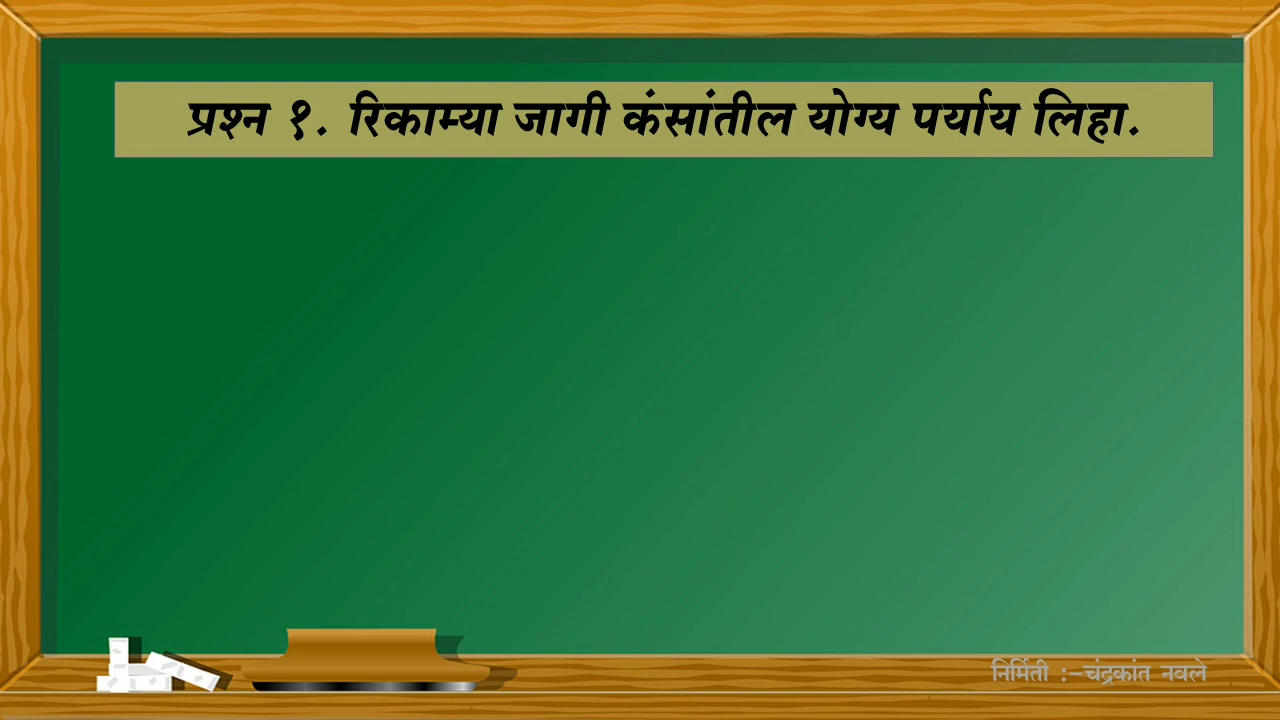 प्रश्न १. रिकाम्या जागी कंसांतील योग्य पर्याय लिहा.
निर्मिती :–चंद्रकांत नवले